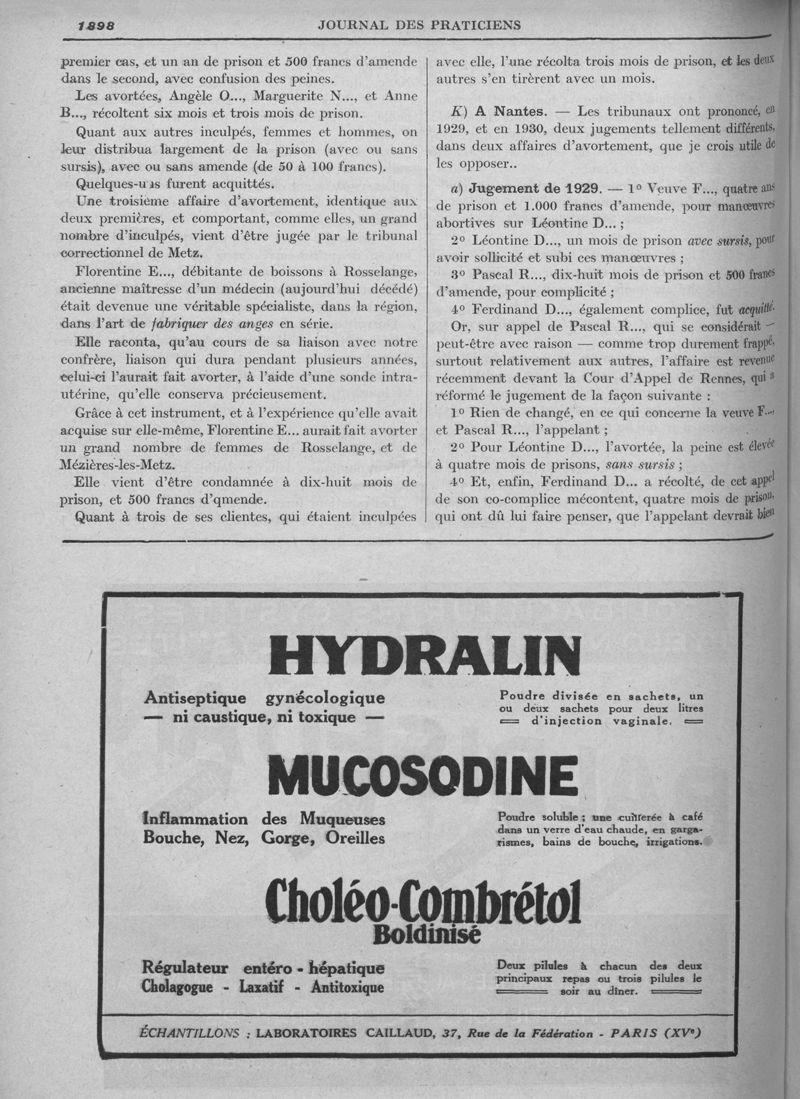 1898
JOURNAL DES PRATICIENS
premier cas, et un an de prison et 500 francs d'amende
dans le second, avec confusion des peines.
Les avortées, Angèle O..., Marguerite N..., et Anne
B..., récoltent six mois et trois mois de prison.
Quant aux autres inculpés, femmes et hommes, on
leur distribua largement de la prison (avec ou sans
sursis), avec ou sans amende (de 50 à 100 francs).
Quelques-uns furent acquittés.
Une troisième affaire d'avortement, identique aux
deux premières, et comportant, comme elles, un grand
nombre d'inculpés, vient d'être jugée par le tribunal
correctionnel de Metz.
Florentine E..., débitante de boissons à Rosselange,
ancienne maîtresse d'un médecin (aujourd'hui décédé)
était devenue une véritable spécialiste, dans la région,
dans l'art de fabriquer des anges en série.
Elle raconta, qu'au cours de sa liaison avec notre
confrère, liaison qui dura pendant plusieurs années,
celui-ci l'aurait fait avorter, à l'aide d'une sonde intra-
utérine, qu'elle conserva précieusement.
Grâce à cet instrument, et à l'expérience qu'elle avait
acquise sur elle-même, Florentine E... aurait fait avorter
un grand nombre de femmes de Rosselange, et de
Mézières-les-Metz.
Elle vient d'être condamnée à dix-huit mois de
prison, et 500 francs d'qmende.
Quant à trois de ses clientes, qui étaient inculpées
avec elle, l'une récolta trois mois de prison, et les deux
autres s'en tirèrent avec un mois.
K) A Nantes. — Les tribunaux ont prononcé, en
1929, et en 1930, deux jugements tellement différents,
dans deux affaires d'avortement, que je crois utile de
les opposer..
a) Jugement de 1929. — 1º Veuve F..., quatre ans
de prison et 1.000 francs d'amende, pour manœuvres
abortives sur Léontine D... ;
2º Léontine D..., un mois de prison avec sursis, pour
avoir sollicité et subi ces manœuvres ;
3º Pascal R..., dix-huit mois de prison et 500 francs
d'amende, pour complicité ;
4º Ferdinand D..., également complice, fut acquitté.
Or, sur appel de Pascal R..., qui se considérait —
peut-être avec raison — comme trop durement frappé,
surtout relativement aux autres, l'affaire est revenue
récemment devant la Cour d'Appel de Rennes, qui a
réformé le jugement de la façon suivante :
1º Rien de changé, en ce qui concerne la veuve F...,
et Pascal R..., l'appelant ;
2º Pour Léontine D..., l'avortée, la peine est élevée
à quatre mois de prisons, sans sursis ;
4º Et, enfin, Ferdinand D... a récolté, de cet appel
de son co-complice mécontent, quatre mois de prison,
qui ont dû lui faire penser, que l'appelant devrait bien
HYDRALIN
Antiseptique gynécologique
— ni caustique, ni toxique —
Poudre divisée en sachets, un
ou deux sachets pour deux litres
d'injection vaginale.
MUCOSODINE
Inflammation des Muqueuses
Bouche, Nez, Gorge, Oreilles
Poudre soluble ; une cuillerée à café
dans un verre d'eau chaude, en garga-
rismes, bains de bouche, irrigations.
Choléo-Combrétol
Boldinisé
Régulateur entéro - hépatique
Cholagogue - Laxatif - Antitoxique
Deux pilules à chacun des deux
principaux repas ou trois pilules le
soir au dîner.
ÉCHANTILLONS : LABORATOIRES CAILLAUD, 37, Rue de la Fédération - PARIS (XVe)